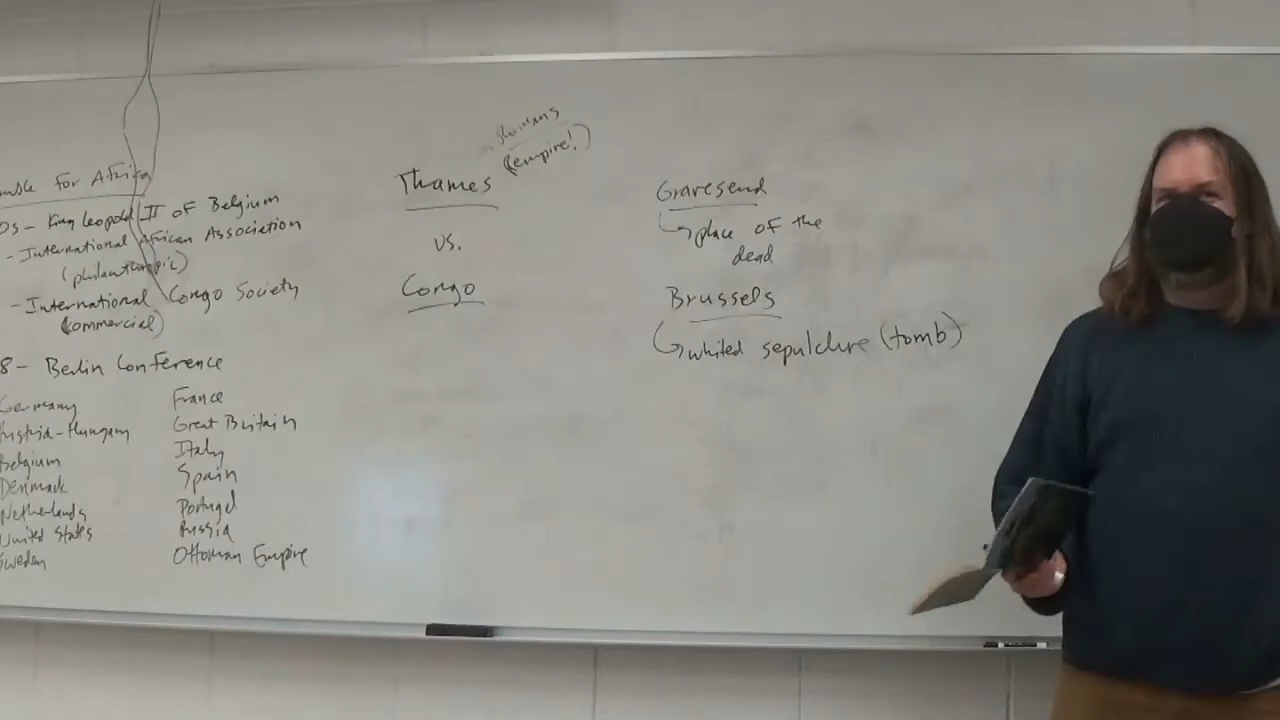 mble for Africa
0s - King Leopold II of Belgium
- International African Association
(philanthropic)
- International Congo Society
(commercial)
8 - Berlin Conference
Germany France
Austria-Hungary Great Britain
Belgium Italy
Denmark Spain
Netherlands Portugal
United States Russia
Sweden Ottoman Empire
Romans
(empire!)
Thames
vs.
Congo
Gravesend
place of the
dead
Brussels
whited sepulchre (tomb)